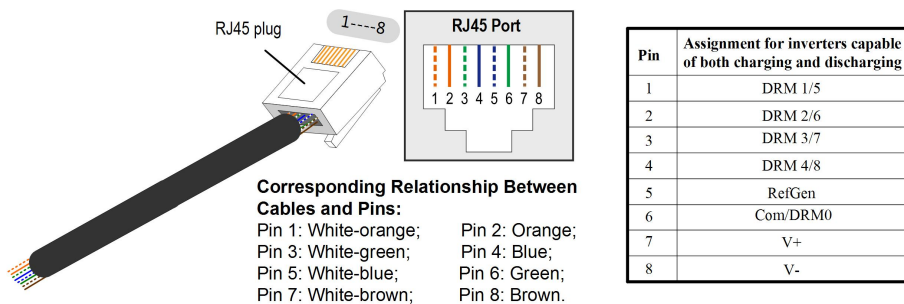 RJ45 plug
1----8
RJ45 Port
1 2 3 4 5 6 7 8
Corresponding Relationship Between
Cables and Pins:
Pin 1: White-orange; Pin 2: Orange;
Pin 3: White-green; Pin 4: Blue;
Pin 5: White-blue; Pin 6: Green;
Pin 7: White-brown; Pin 8: Brown.
Pin Assignment for inverters capable
of both charging and discharging
1 DRM 1/5
2 DRM 2/6
3 DRM 3/7
4 DRM 4/8
5 RefGen
6 Com/DRM0
7 V+
8 V-